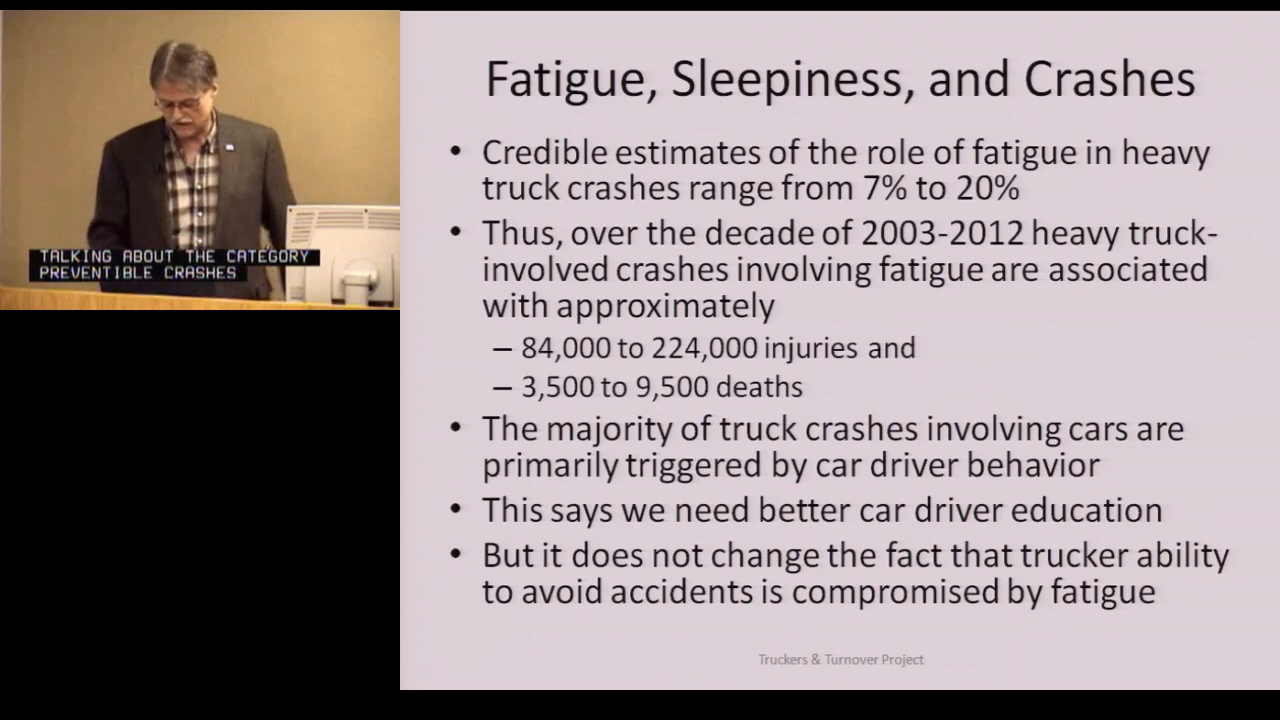 TALKING ABOUT THE CATEGORY
PREVENTIBLE CRASHES
Fatigue, Sleepiness, and Crashes
• Credible estimates of the role of fatigue in heavy
truck crashes range from 7% to 20%
• Thus, over the decade of 2003-2012 heavy truck-
involved crashes involving fatigue are associated
with approximately
– 84,000 to 224,000 injuries and
– 3,500 to 9,500 deaths
• The majority of truck crashes involving cars are
primarily triggered by car driver behavior
• This says we need better car driver education
• But it does not change the fact that trucker ability
to avoid accidents is compromised by fatigue
Truckers & Turnover Project